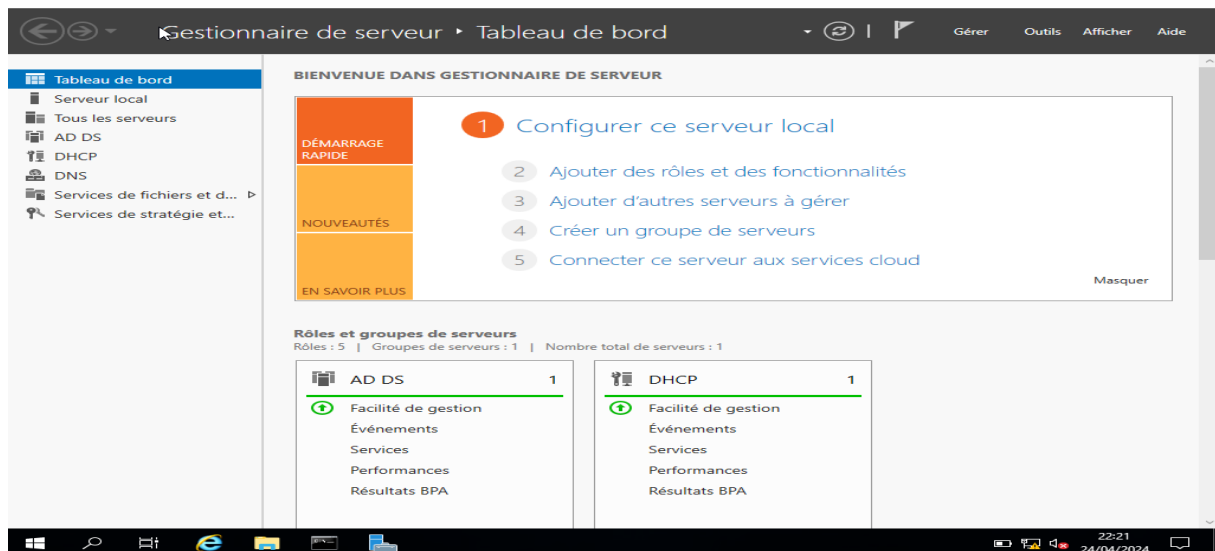 Gestionnaire de serveur ‣ Tableau de bord
Gérer Outils Afficher Aide
Tableau de bord
Serveur local
Tous les serveurs
AD DS
DHCP
DNS
Services de fichiers et d...
Services de stratégie et...
BIENVENUE DANS GESTIONNAIRE DE SERVEUR
DÉMARRAGE
RAPIDE
NOUVEAUTÉS
EN SAVOIR PLUS
1 Configurer ce serveur local
2 Ajouter des rôles et des fonctionnalités
3 Ajouter d'autres serveurs à gérer
4 Créer un groupe de serveurs
5 Connecter ce serveur aux services cloud
Masquer
Rôles et groupes de serveurs
Rôles : 5 | Groupes de serveurs : 1 | Nombre total de serveurs : 1
AD DS 1
Facilité de gestion
Événements
Services
Performances
Résultats BPA
DHCP 1
Facilité de gestion
Événements
Services
Performances
Résultats BPA
22:21
24/04/2024